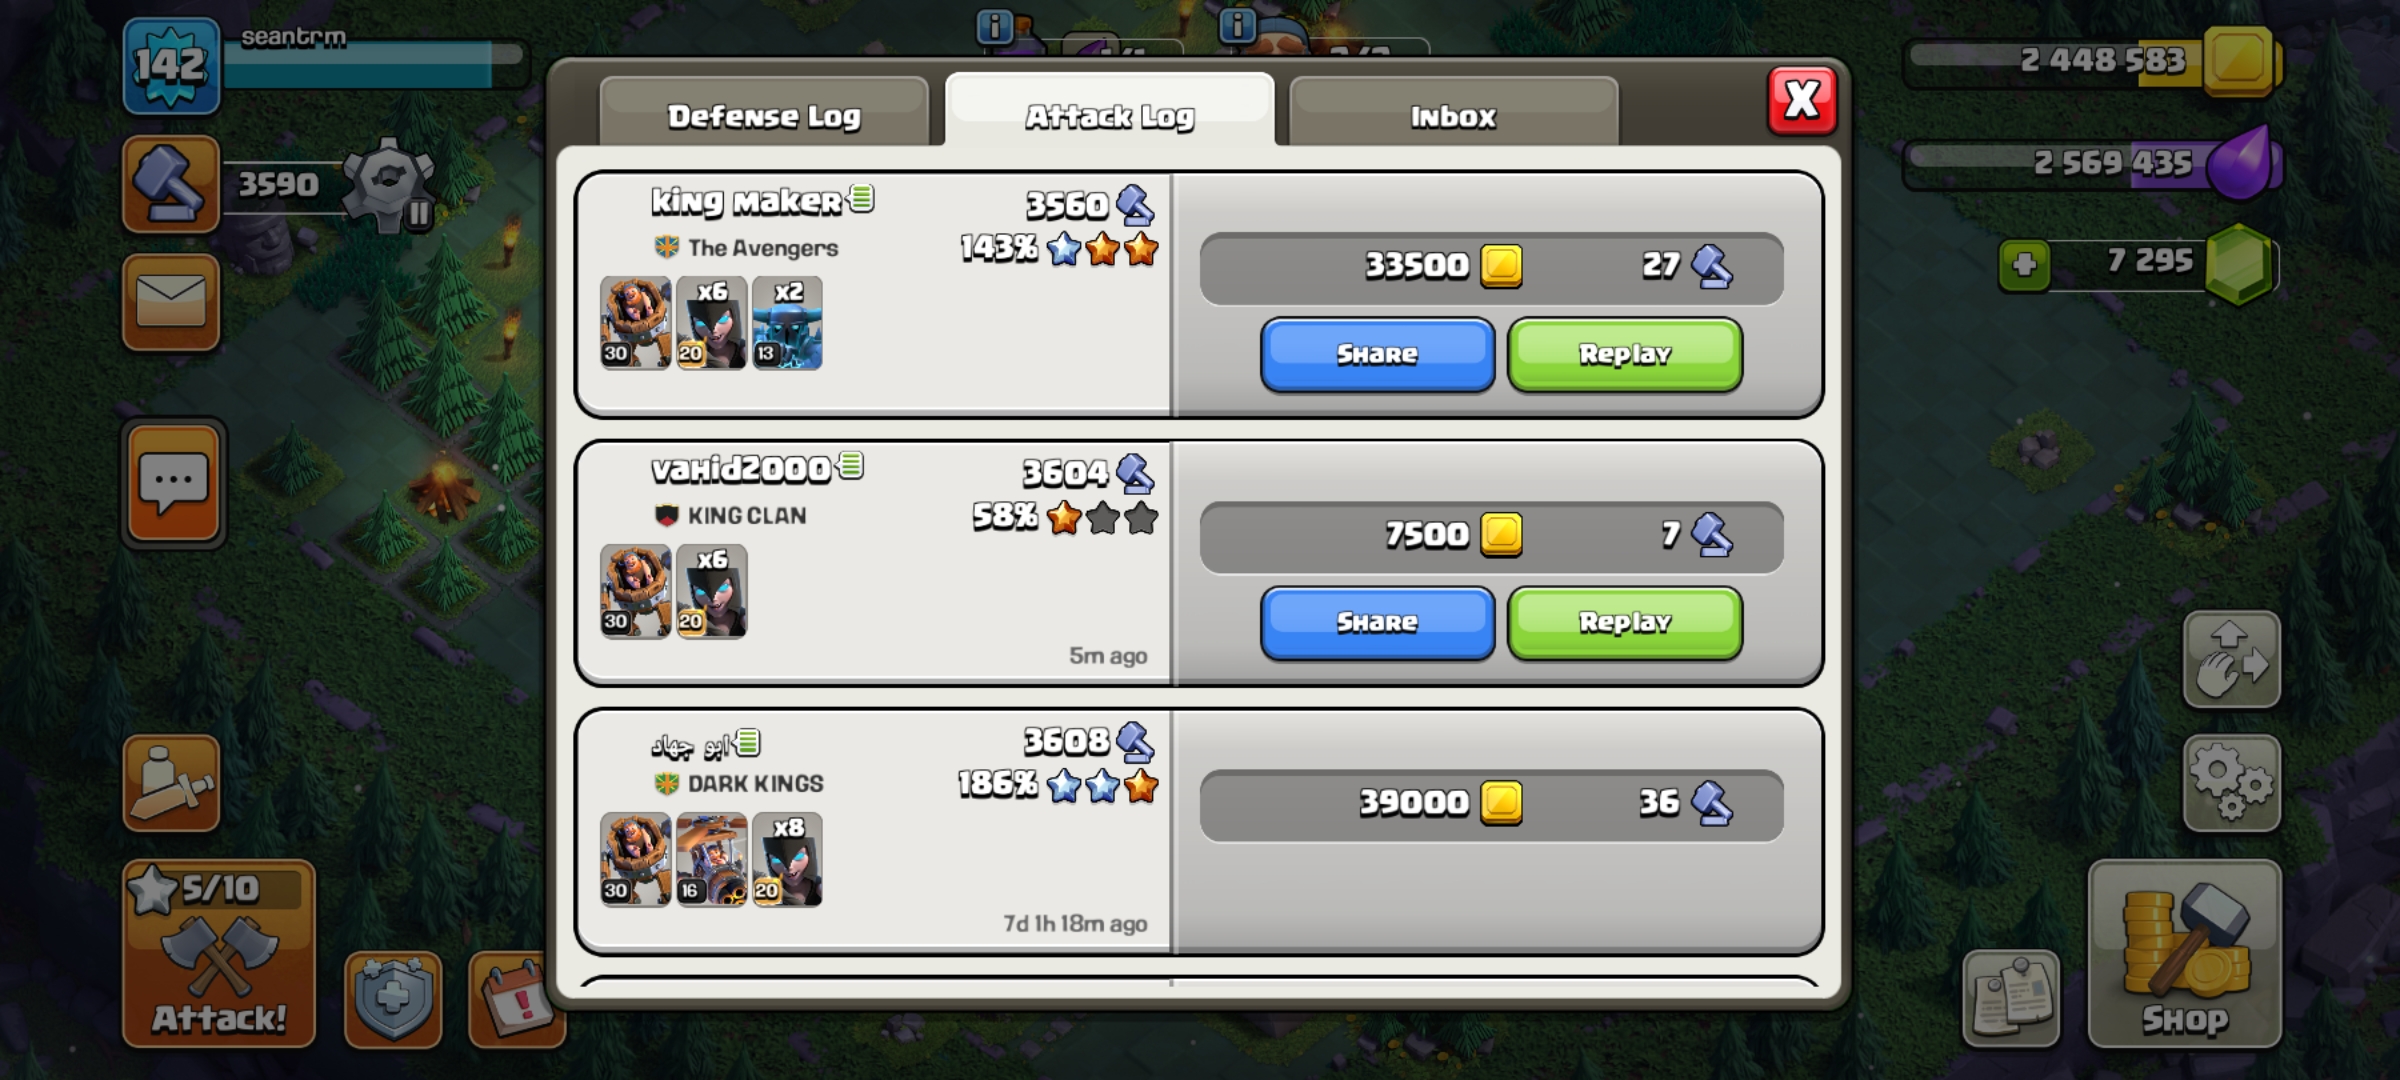 142
seantrm
3590
2 448 583
2 569 435
7 295
Defense Log
Attack Log
Inbox
X
king maker
3560
The Avengers
143%
30
x6
20
x2
13
33500
27
Share
Replay
vahid2000
3604
KING CLAN
58%
30
x6
20
5m ago
7500
7
Share
Replay
ابو جهاد
3608
DARK KINGS
186%
30
16
x8
20
7d 1h 18m ago
39000
36
5/10
Attack!
Shop